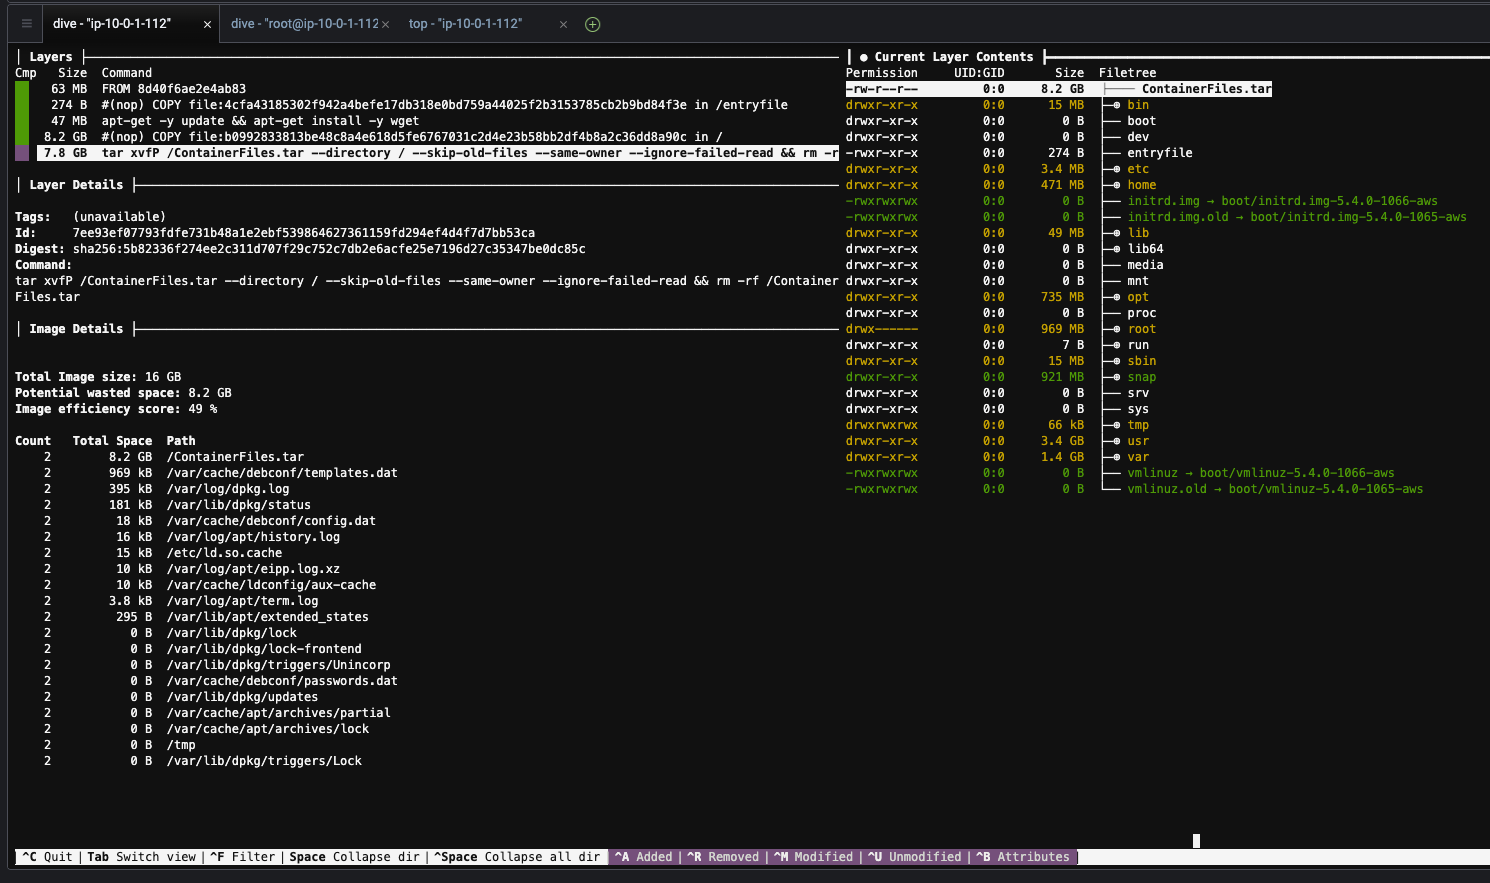 dive - "ip-10-0-1-112" × dive - "root@ip-10-0-1-112 × top - "ip-10-0-1-112" ×
Layers
Cmp Size Command
63 MB FROM 8d40f6ae2e4ab83
274 B #(nop) COPY file:4cfa43185302f942a4befe17db318e0bd759a44025f2b3153785cb2b9bd84f3e in /entryfile
47 MB apt-get -y update && apt-get install -y wget
8.2 GB #(nop) COPY file:b0992833813be48c8a4e618d5fe6767031c2d4e23b58bb2df4b8a2c36dd8a90c in /
7.8 GB tar xvfP /ContainerFiles.tar --directory / --skip-old-files --same-owner --ignore-failed-read && rm -r
Layer Details
Tags: (unavailable)
Id: 7ee93ef07793fdfe731b48a1e2ebf539864627361159fd294ef4d4f7d7bb53ca
Digest: sha256:5b82336f274ee2c311d707f29c752c7db2e6acfe25e7196d27c35347be0dc85c
Command:
tar xvfP /ContainerFiles.tar --directory / --skip-old-files --same-owner --ignore-failed-read && rm -rf /Container
Files.tar
Image Details
Total Image size: 16 GB
Potential wasted space: 8.2 GB
Image efficiency score: 49 %
Count Total Space Path
2 8.2 GB /ContainerFiles.tar
2 969 kB /var/cache/debconf/templates.dat
2 395 kB /var/log/dpkg.log
2 181 kB /var/lib/dpkg/status
2 18 kB /var/cache/debconf/config.dat
2 16 kB /var/log/apt/history.log
2 15 kB /etc/ld.so.cache
2 10 kB /var/log/apt/eipp.log.xz
2 10 kB /var/cache/ldconfig/aux-cache
2 3.8 kB /var/log/apt/term.log
2 295 B /var/lib/apt/extended_states
2 0 B /var/lib/dpkg/lock
2 0 B /var/lib/dpkg/lock-frontend
2 0 B /var/lib/dpkg/triggers/Unincorp
2 0 B /var/cache/debconf/passwords.dat
2 0 B /var/lib/dpkg/updates
2 0 B /var/cache/apt/archives/partial
2 0 B /var/cache/apt/archives/lock
2 0 B /tmp
2 0 B /var/lib/dpkg/triggers/Lock
● Current Layer Contents
Permission UID:GID Size Filetree
-rw-r--r-- 0:0 8.2 GB ├── ContainerFiles.tar
drwxr-xr-x 0:0 15 MB ├─⊕ bin
drwxr-xr-x 0:0 0 B ├── boot
drwxr-xr-x 0:0 0 B ├── dev
-rwxr-xr-x 0:0 274 B ├── entryfile
drwxr-xr-x 0:0 3.4 MB ├─⊕ etc
drwxr-xr-x 0:0 471 MB ├─⊕ home
-rwxrwxrwx 0:0 0 B ├── initrd.img → boot/initrd.img-5.4.0-1066-aws
-rwxrwxrwx 0:0 0 B ├── initrd.img.old → boot/initrd.img-5.4.0-1065-aws
drwxr-xr-x 0:0 49 MB ├─⊕ lib
drwxr-xr-x 0:0 0 B ├─⊕ lib64
drwxr-xr-x 0:0 0 B ├── media
drwxr-xr-x 0:0 0 B ├── mnt
drwxr-xr-x 0:0 735 MB ├─⊕ opt
drwxr-xr-x 0:0 0 B ├── proc
drwx------ 0:0 969 MB ├─⊕ root
drwxr-xr-x 0:0 7 B ├─⊕ run
drwxr-xr-x 0:0 15 MB ├─⊕ sbin
drwxr-xr-x 0:0 921 MB ├─⊕ snap
drwxr-xr-x 0:0 0 B ├── srv
drwxr-xr-x 0:0 0 B ├── sys
drwxrwxrwx 0:0 66 kB ├─⊕ tmp
drwxr-xr-x 0:0 3.4 GB ├─⊕ usr
drwxr-xr-x 0:0 1.4 GB ├─⊕ var
-rwxrwxrwx 0:0 0 B ├── vmlinuz → boot/vmlinuz-5.4.0-1066-aws
-rwxrwxrwx 0:0 0 B └── vmlinuz.old → boot/vmlinuz-5.4.0-1065-aws
^C Quit | Tab Switch view | ^F Filter | Space Collapse dir | ^Space Collapse all dir | ^A Added | ^R Removed | ^M Modified | ^U Unmodified | ^B Attributes